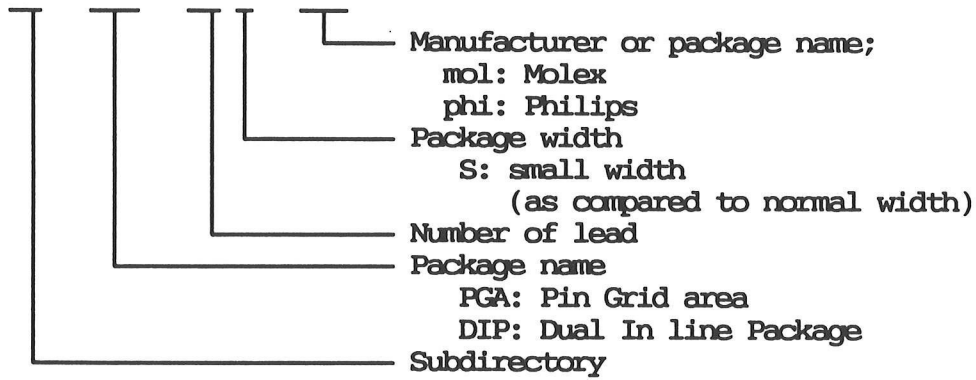 Manufacturer or package name;
mol: Molex
phi: Philips
Package width
S: small width
(as compared to normal width)
Number of lead
Package name
PGA: Pin Grid area
DIP: Dual In line Package
Subdirectory